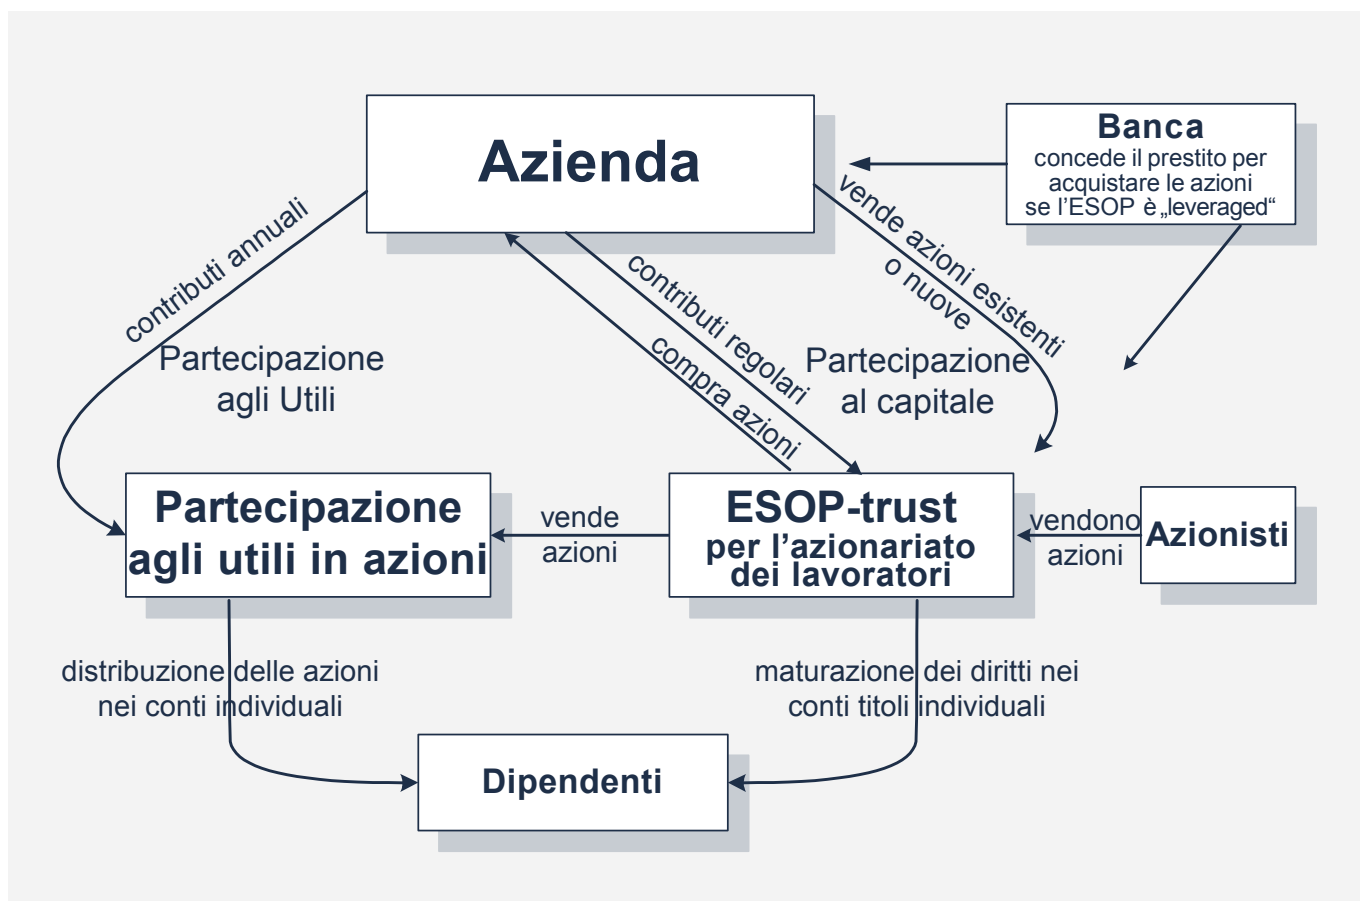 Azienda
Banca
concede il prestito per
acquistare le azioni
se l'ESOP è „leveraged“
contributi annuali
vende azioni esistenti
o nuove
contributi regolari
compra azioni
Partecipazione
agli Utili
Partecipazione
al capitale
Partecipazione
agli utili in azioni
vende
azioni
ESOP-trust
per l'azionariato
dei lavoratori
vendono
azioni
Azionisti
distribuzione delle azioni
nei conti individuali
maturazione dei diritti nei
conti titoli individuali
Dipendenti